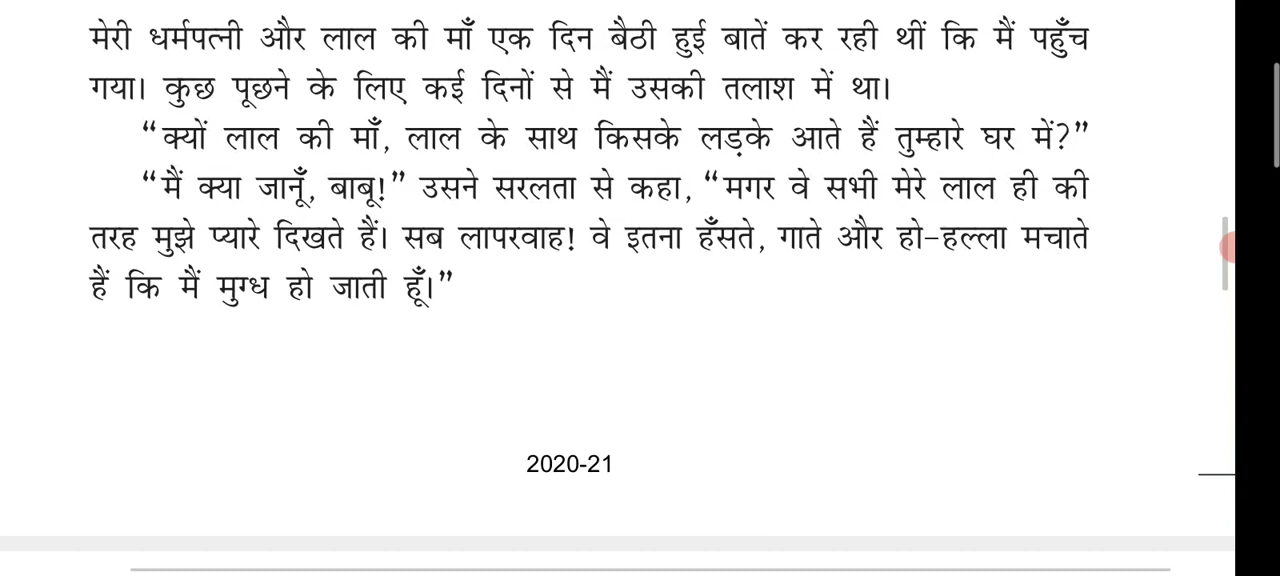 मेरी धर्मपत्नी और लाल की माँ एक दिन बैठी हुई बातें कर रही थीं कि मैं पहुँच
गया। कुछ पूछने के लिए कई दिनों से मैं उसकी तलाश में था।
“क्यों लाल की माँ, लाल के साथ किसके लड़के आते हैं तुम्हारे घर में?”
“मैं क्या जानूँ, बाबू!” उसने सरलता से कहा, “मगर वे सभी मेरे लाल ही की
तरह मुझे प्यारे दिखते हैं। सब लापरवाह! वे इतना हँसते, गाते और हो-हल्ला मचाते
हैं कि मैं मुग्ध हो जाती हूँ।”
2020-21